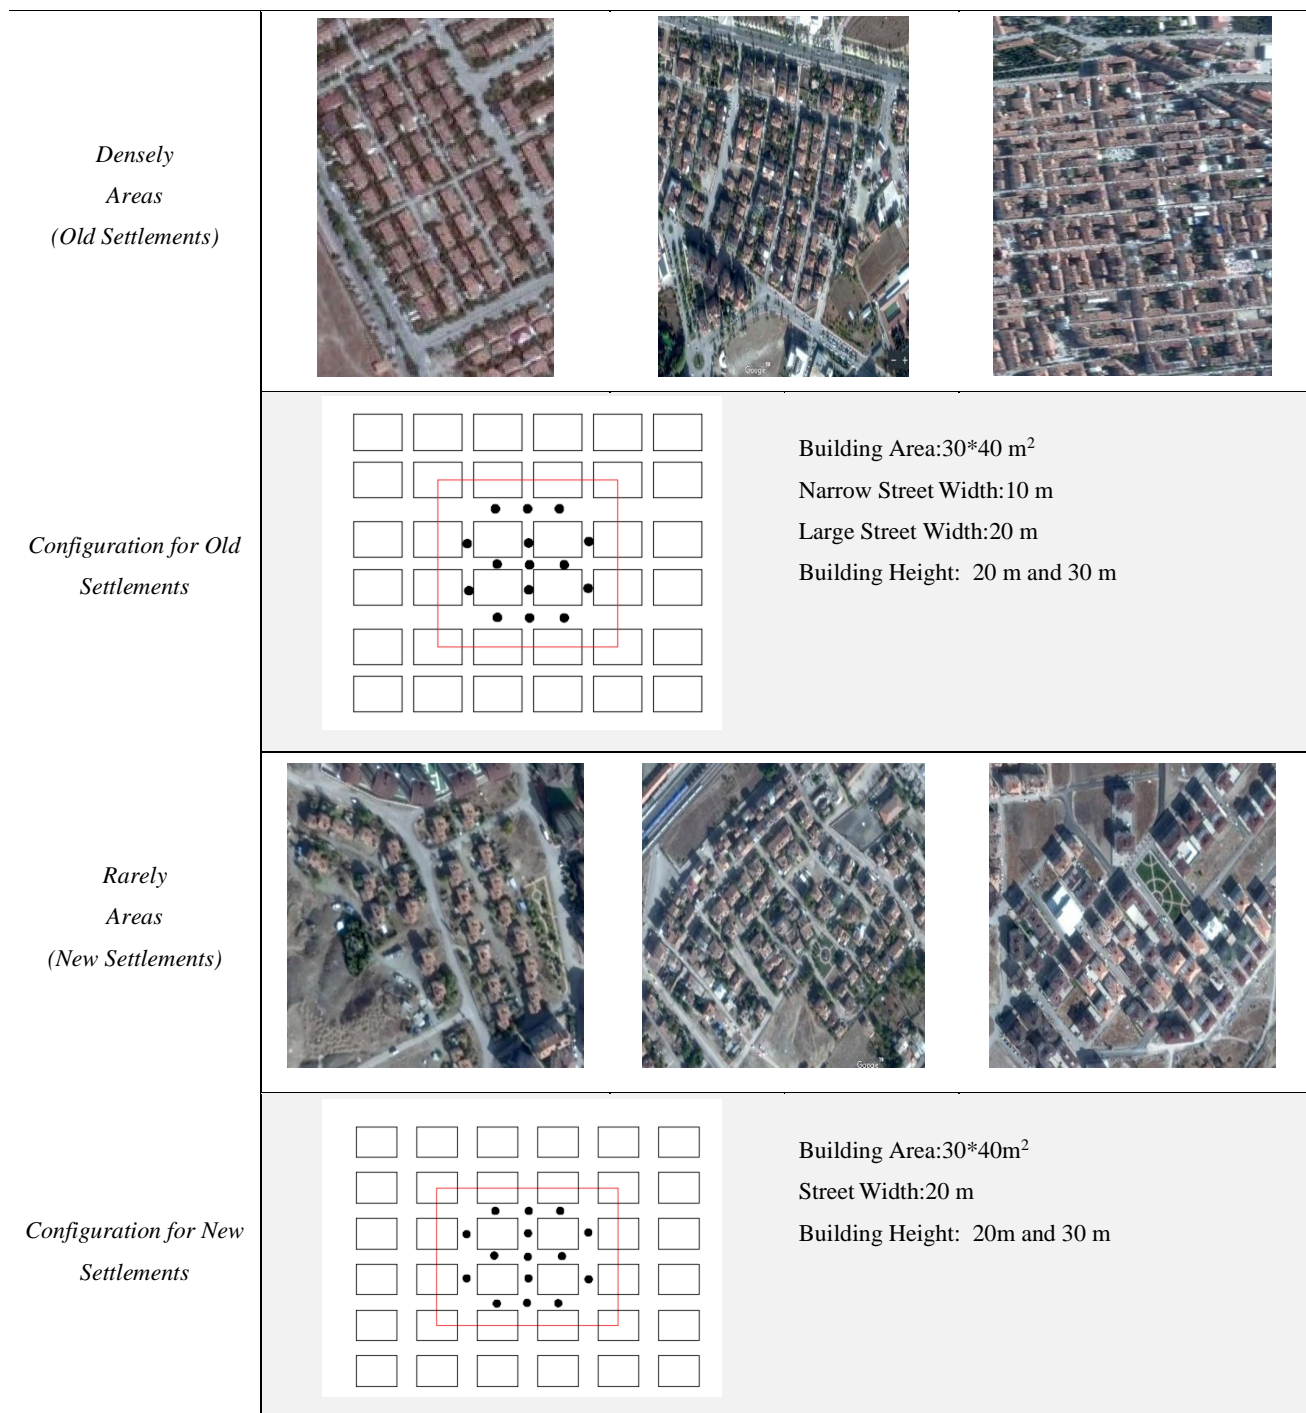 Densely
Areas
(Old Settlements)
Google
Configuration for Old
Settlements
Building Area:30*40 m²
Narrow Street Width:10 m
Large Street Width:20 m
Building Height: 20 m and 30 m
Rarely
Areas
(New Settlements)
Google
Configuration for New
Settlements
Building Area:30*40m²
Street Width:20 m
Building Height: 20m and 30 m